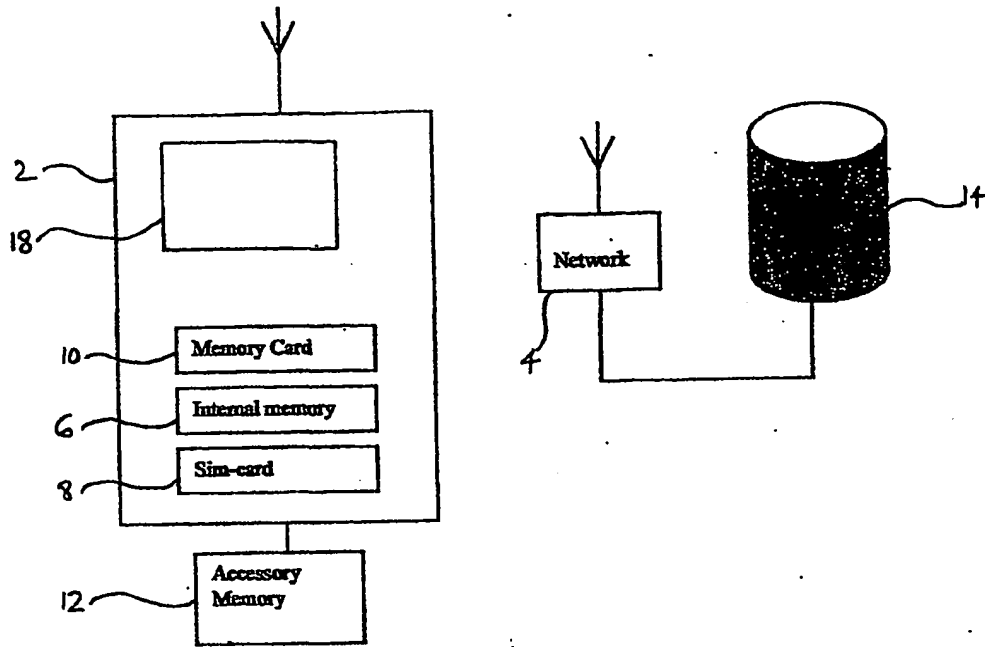 2
18
10
Memory Card
6
Internal memory
8
Sim-card
12
Accessory
Memory
Network
4
14